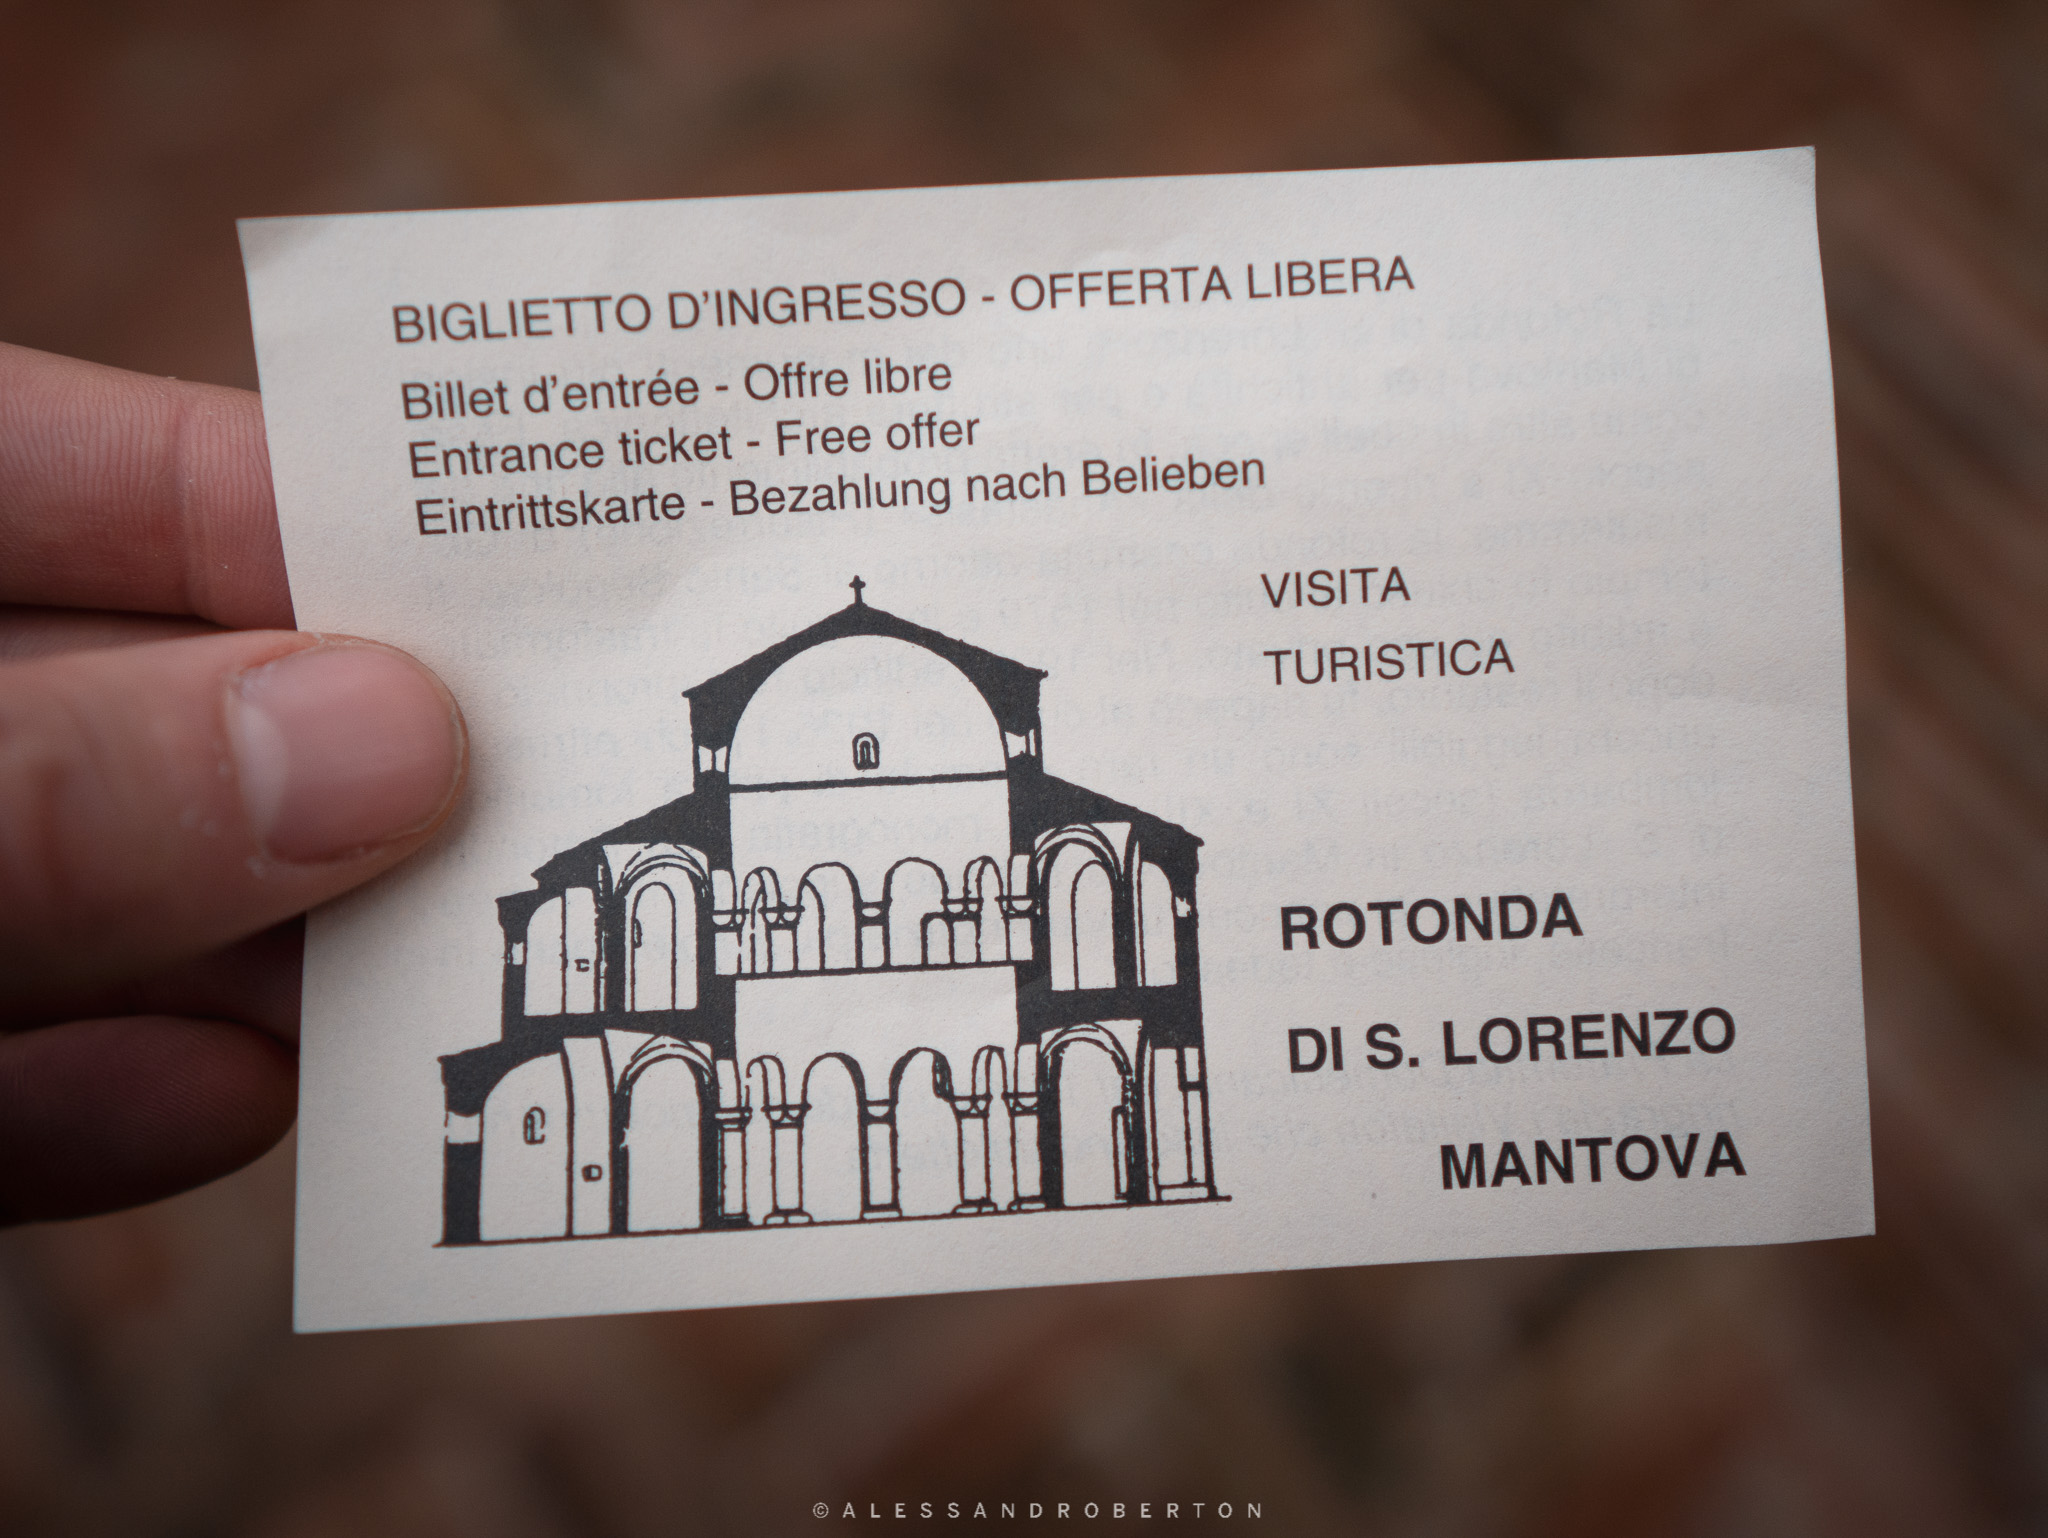 BIGLIETTO D'INGRESSO - OFFERTA LIBERA
Billet d'entrée - Offre libre
Entrance ticket - Free offer
Eintrittskarte - Bezahlung nach Belieben
VISITA
TURISTICA
ROTONDA
DI S. LORENZO
MANTOVA
© ALESSANDROBERTON